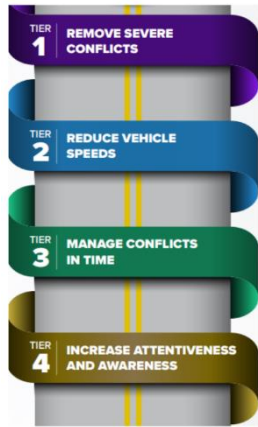 TIER
1
REMOVE SEVERE
CONFLICTS
TIER
2
REDUCE VEHICLE
SPEEDS
TIER
3
MANAGE CONFLICTS
IN TIME
TIER
4
INCREASE ATTENTIVENESS
AND AWARENESS